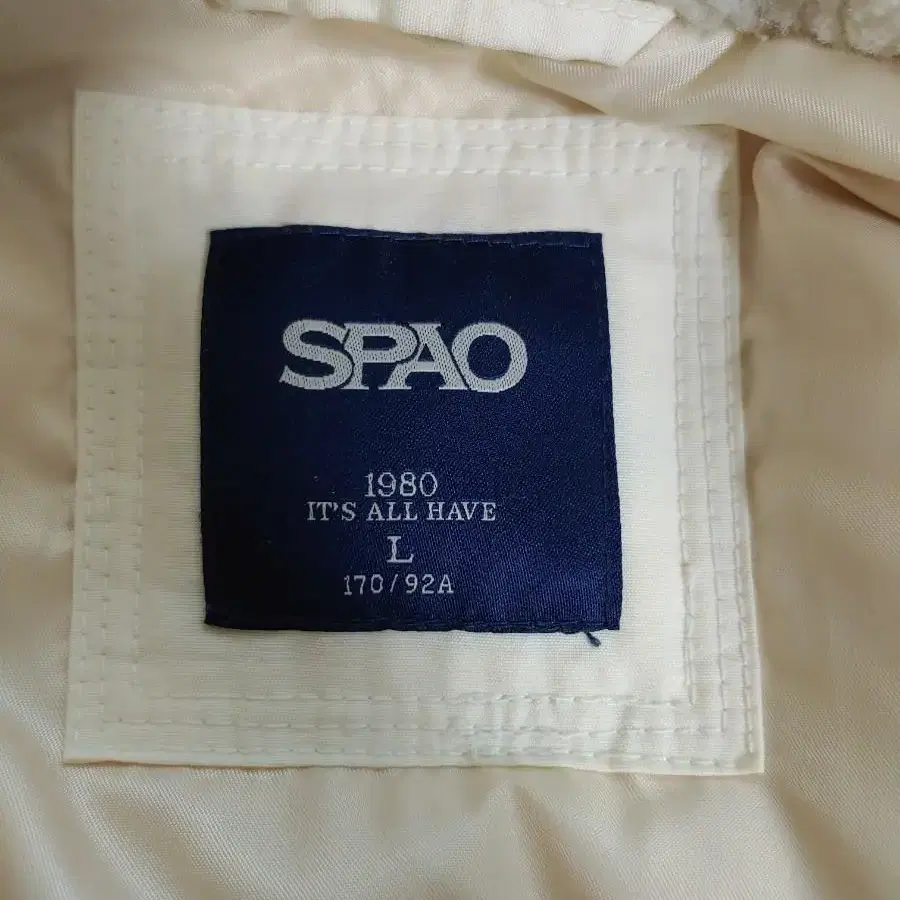 SPAO
1980
IT'S ALL HAVE
L
170/92A